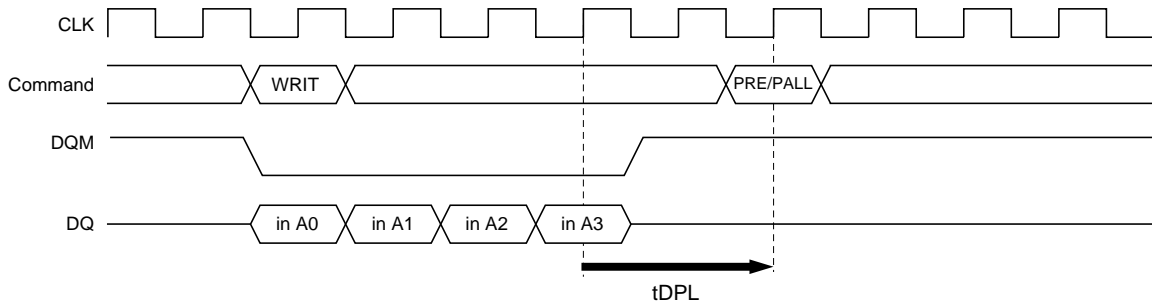 CLK
Command WRIT PRE/PALL
DQM
DQ in A0 in A1 in A2 in A3
tDPL